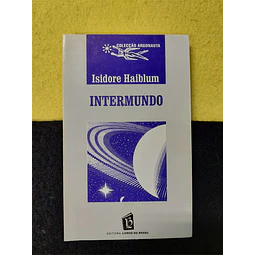 COLECÇÃO ARGONAUTA
Isidore Haiblum
INTERMUNDO
EDITORA LIVROS DO BRASIL